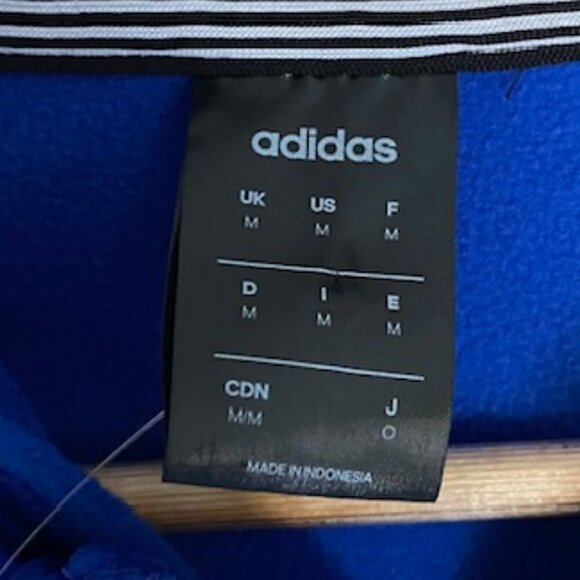 adidas
UK US F
M M M
D I E
M M M
CDN J
M/M O
MADE IN INDONESIA